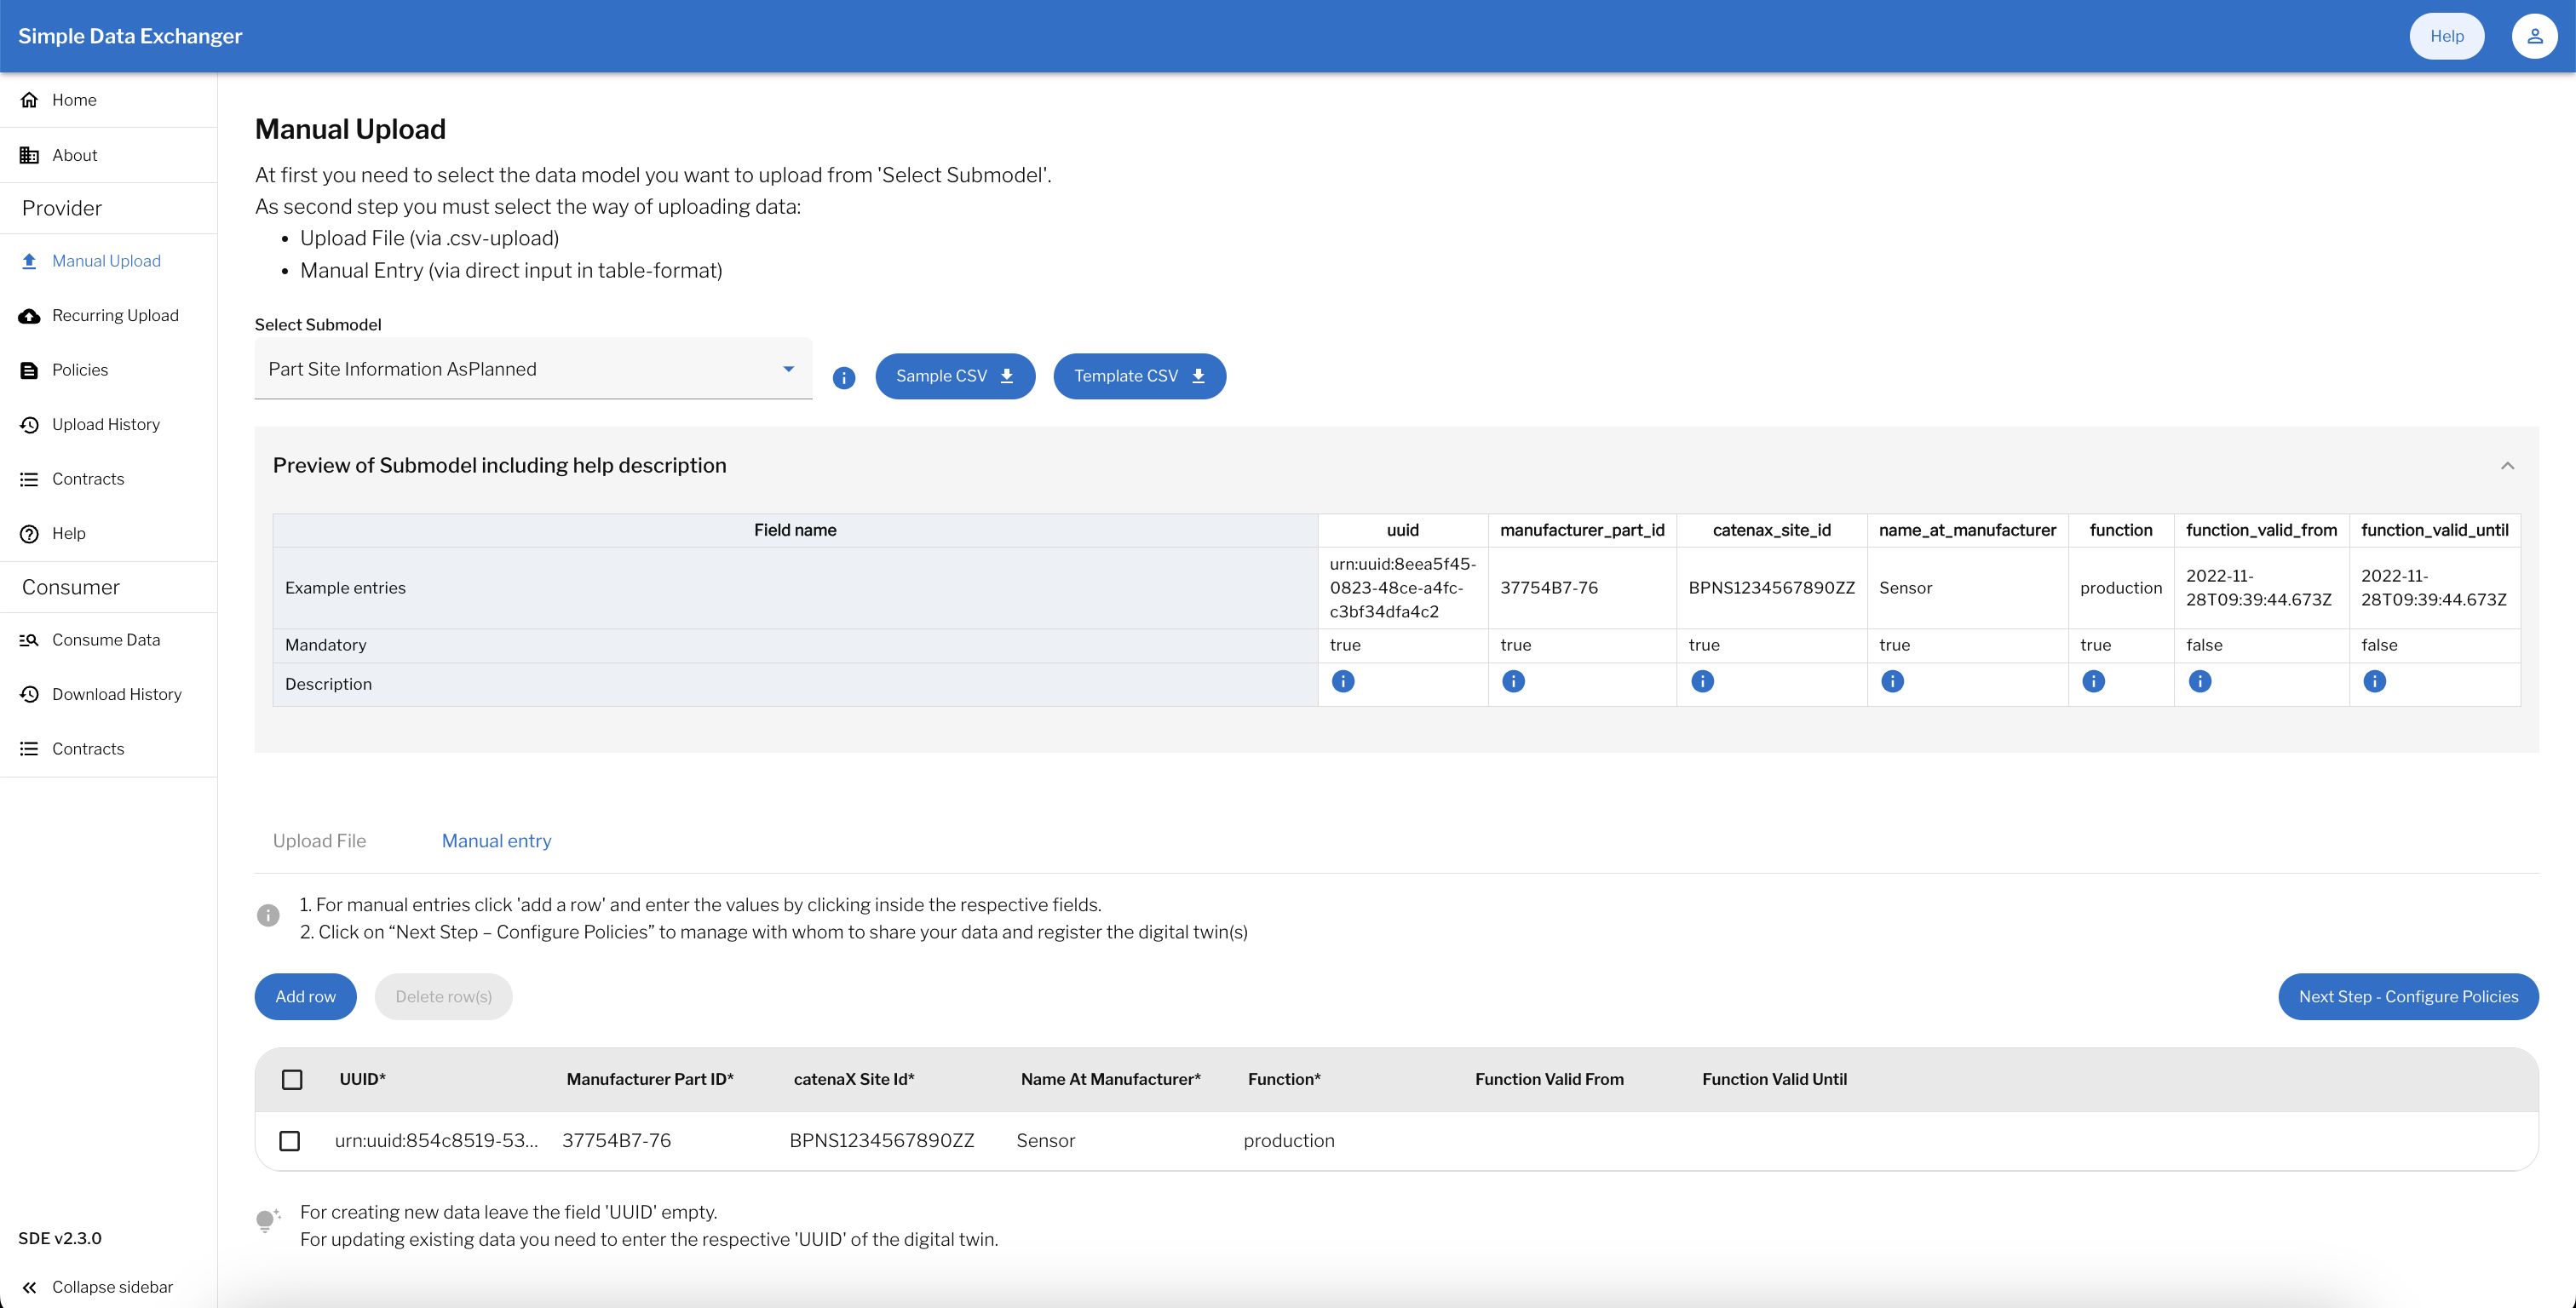 Simple Data Exchanger
Help
Home
About
Provider
Manual Upload
Recurring Upload
Policies
Upload History
Contracts
Help
Consumer
Consume Data
Download History
Contracts
SDE v2.3.0
Collapse sidebar
Manual Upload
At first you need to select the data model you want to upload from 'Select Submodel'.
As second step you must select the way of uploading data:
• Upload File (via .csv-upload)
• Manual Entry (via direct input in table-format)
Select Submodel
Part Site Information AsPlanned
Sample CSV
Template CSV
Preview of Submodel including help description
Field name uuid manufacturer_part_id catenax_site_id name_at_manufacturer function function_valid_from function_valid_until
Example entries
urn:uuid:8eea5f45-
0823-48ce-a4fc-
c3bf34dfa4c2
37754B7-76
BPNS1234567890ZZ
Sensor
production
2022-11-
28T09:39:44.673Z
2022-11-
28T09:39:44.673Z
Mandatory true true true true true false false
Description
Upload File Manual entry
1. For manual entries click 'add a row' and enter the values by clicking inside the respective fields.
2. Click on “Next Step – Configure Policies” to manage with whom to share your data and register the digital twin(s)
Add row
Delete row(s)
Next Step - Configure Policies
UUID* Manufacturer Part ID* catenaX Site Id* Name At Manufacturer* Function* Function Valid From Function Valid Until
urn:uuid:854c8519-53... 37754B7-76 BPNS1234567890ZZ Sensor production
For creating new data leave the field 'UUID' empty.
For updating existing data you need to enter the respective 'UUID' of the digital twin.